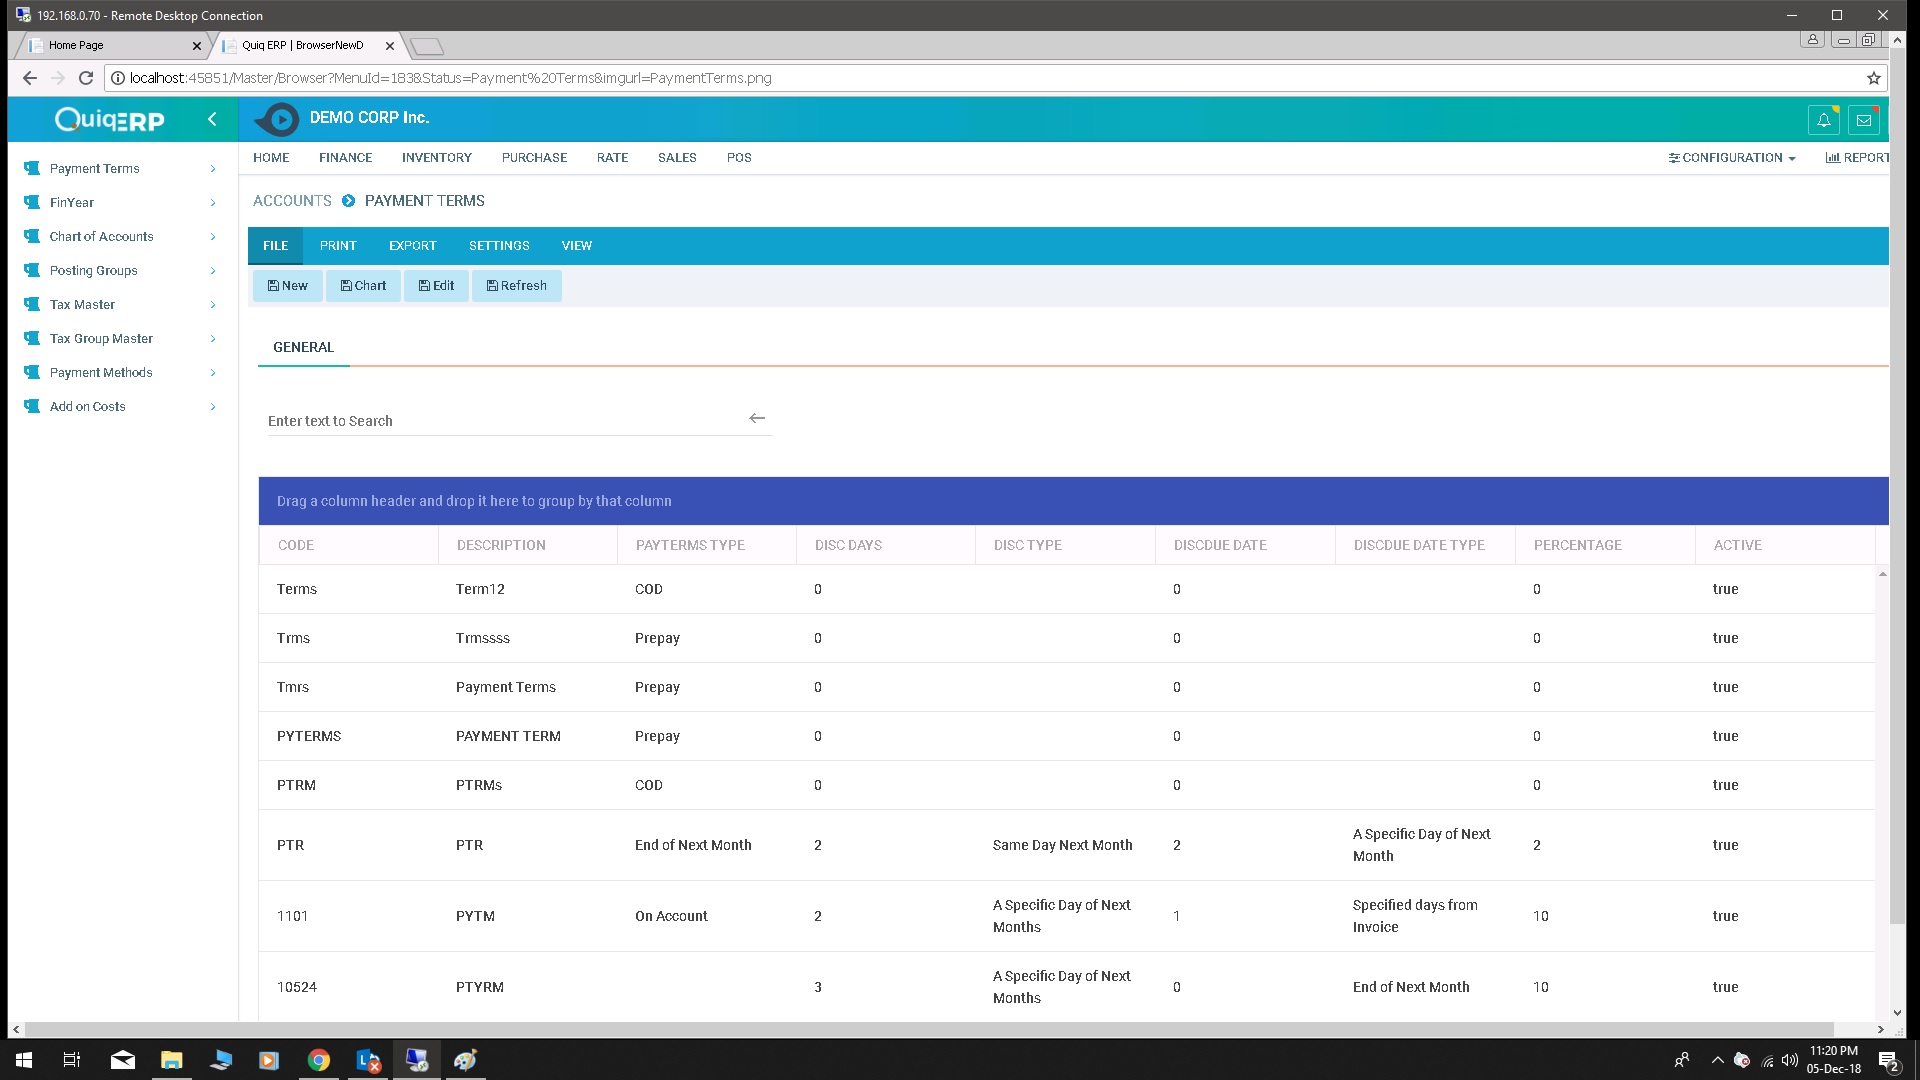 192.168.0.70 - Remote Desktop Connection
Home Page
Quiq ERP | BrowserNewD
localhost:45851/Master/Browser?MenuId=183&Status=Payment%20Terms&imgurl=PaymentTerms.png
QuiqERP
DEMO CORP Inc.
HOME FINANCE INVENTORY PURCHASE RATE SALES POS CONFIGURATION REPORT
Payment Terms
FinYear
Chart of Accounts
Posting Groups
Tax Master
Tax Group Master
Payment Methods
Add on Costs
ACCOUNTS PAYMENT TERMS
FILE PRINT EXPORT SETTINGS VIEW
New Chart Edit Refresh
GENERAL
Enter text to Search
Drag a column header and drop it here to group by that column
CODE DESCRIPTION PAYTERMS TYPE DISC DAYS DISC TYPE DISCDUE DATE DISCDUE DATE TYPE PERCENTAGE ACTIVE
Terms Term12 COD 0 0 0 true
Trms Trmssss Prepay 0 0 0 true
Tmrs Payment Terms Prepay 0 0 0 true
PYTERMS PAYMENT TERM Prepay 0 0 0 true
PTRM PTRMs COD 0 0 0 true
PTR PTR End of Next Month 2 Same Day Next Month 2 A Specific Day of Next Month 2 true
1101 PYTM On Account 2 A Specific Day of Next Months 1 Specified days from Invoice 10 true
10524 PTYRM 3 A Specific Day of Next Months 0 End of Next Month 10 true
11:20 PM
05-Dec-18
2